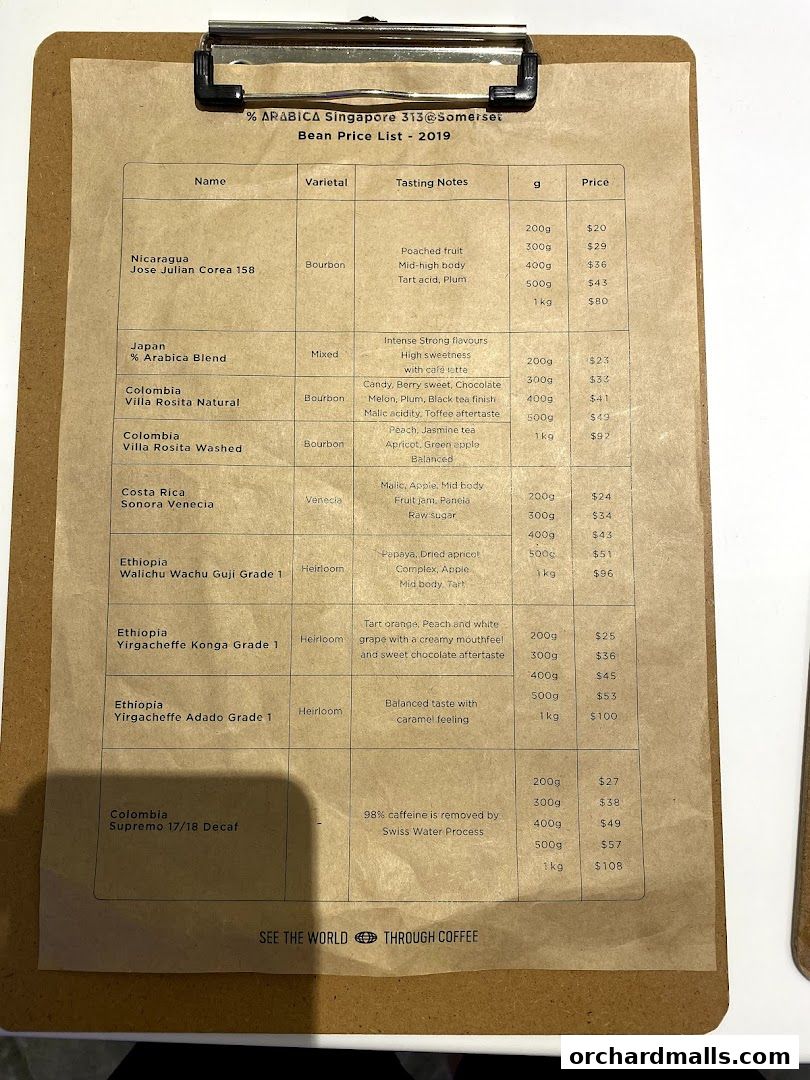 % ARABICA Singapore 313@Somerset
Bean Price List - 2019
Name Varietal Tasting Notes g Price
Nicaragua
Jose Julian Corea 158
Bourbon
Poached fruit
Mid-high body
Tart acid, Plum
200g $20
300g $29
400g $36
500g $43
1kg $80
Japan
% Arabica Blend
Mixed
Intense Strong flavours
High sweetness
with café latte
Colombia
Villa Rosita Natural
Bourbon
Candy, Berry sweet, Chocolate
Melon, Plum, Black tea finish
Malic acidity, Toffee aftertaste
Colombia
Villa Rosita Washed
Bourbon
Peach, Jasmine tea
Apricot, Green apple
Balanced
200g $23
300g $33
400g $41
500g $49
1kg $92
Costa Rica
Sonora Venecia
Venecia
Malic, Apple, Mid body
Fruit jam, Panela
Raw sugar
Ethiopia
Walichu Wachu Guji Grade 1
Heirloom
Papaya, Dried apricot
Complex, Apple
Mid body, Tart
200g $24
300g $34
400g $43
500g $51
1kg $96
Ethiopia
Yirgacheffe Konga Grade 1
Heirloom
Tart orange, Peach and white
grape with a creamy mouthfeel
and sweet chocolate aftertaste
Ethiopia
Yirgacheffe Adado Grade 1
Heirloom
Balanced taste with
caramel feeling
200g $25
300g $36
400g $45
500g $53
1kg $100
Colombia
Supremo 17/18 Decaf
-
98% caffeine is removed by
Swiss Water Process
200g $27
300g $38
400g $49
500g $57
1kg $108
SEE THE WORLD THROUGH COFFEE
orchardmalls.com